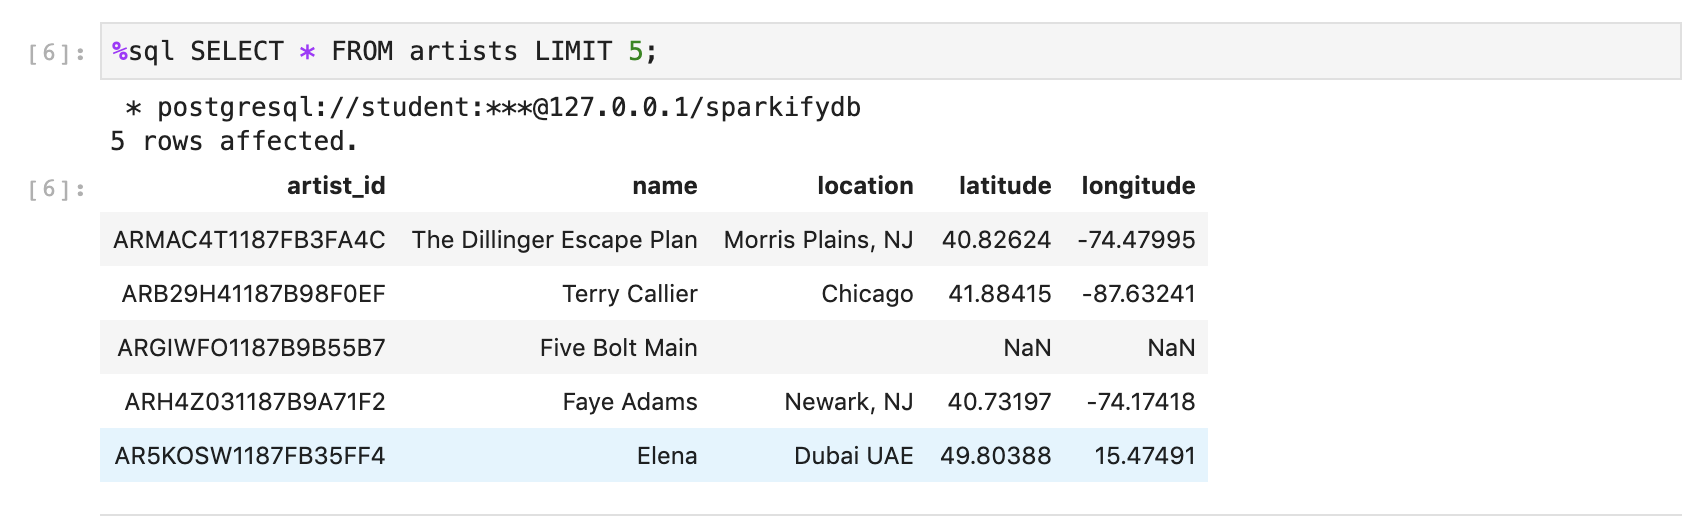 [6]: %sql SELECT * FROM artists LIMIT 5;
* postgresql://student:***@127.0.0.1/sparkifydb
5 rows affected.
[6]: artist_id name location latitude longitude
ARMAC4T1187FB3FA4C The Dillinger Escape Plan Morris Plains, NJ 40.82624 -74.47995
ARB29H41187B98F0EF Terry Callier Chicago 41.88415 -87.63241
ARGIWFO1187B9B55B7 Five Bolt Main NaN NaN
ARH4Z031187B9A71F2 Faye Adams Newark, NJ 40.73197 -74.17418
AR5KOSW1187FB35FF4 Elena Dubai UAE 49.80388 15.47491